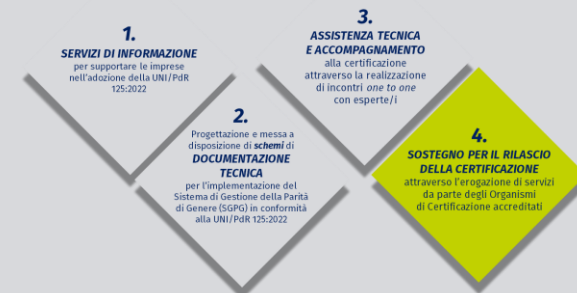 1.
SERVIZI DI INFORMAZIONE
per supportare le imprese
nell'adozione della UNI/PdR
125:2022
2.
Progettazione e messa a
disposizione di schemi di
DOCUMENTAZIONE
TECNICA
per l'implementazione del
Sistema di Gestione della Parità
di Genere (SGPG) in conformità
alla UNI/PdR 125:2022
3.
ASSISTENZA TECNICA
E ACCOMPAGNAMENTO
alla certificazione
attraverso la realizzazione
di incontri one to one
con esperte/i
4.
SOSTEGNO PER IL RILASCIO
DELLA CERTIFICAZIONE
attraverso l'erogazione di servizi
da parte degli Organismi
di Certificazione accreditati